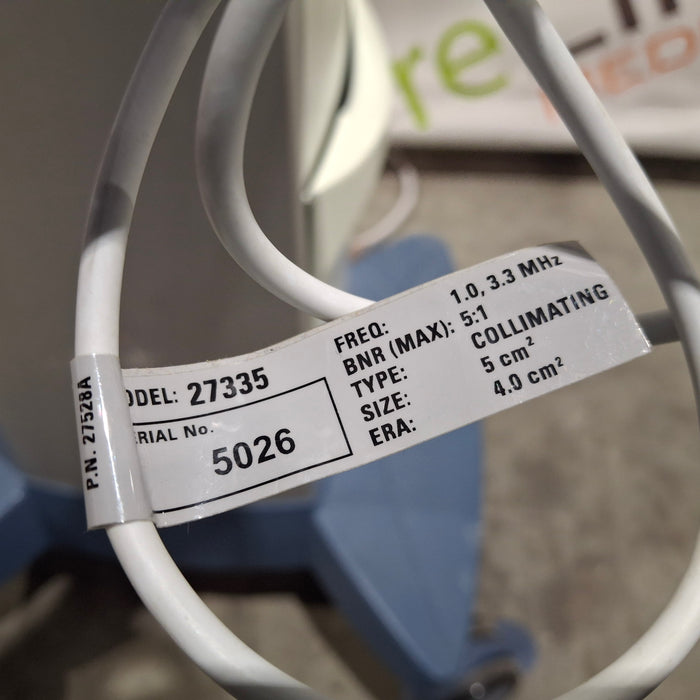 re
P.N. 27528A
ODEL: 27335
ERIAL No.
5026
FREQ: 1.0, 3.3 MHz
BNR (MAX): 5:1
TYPE: COLLIMATING
SIZE: 5 cm²
ERA: 4.0 cm²